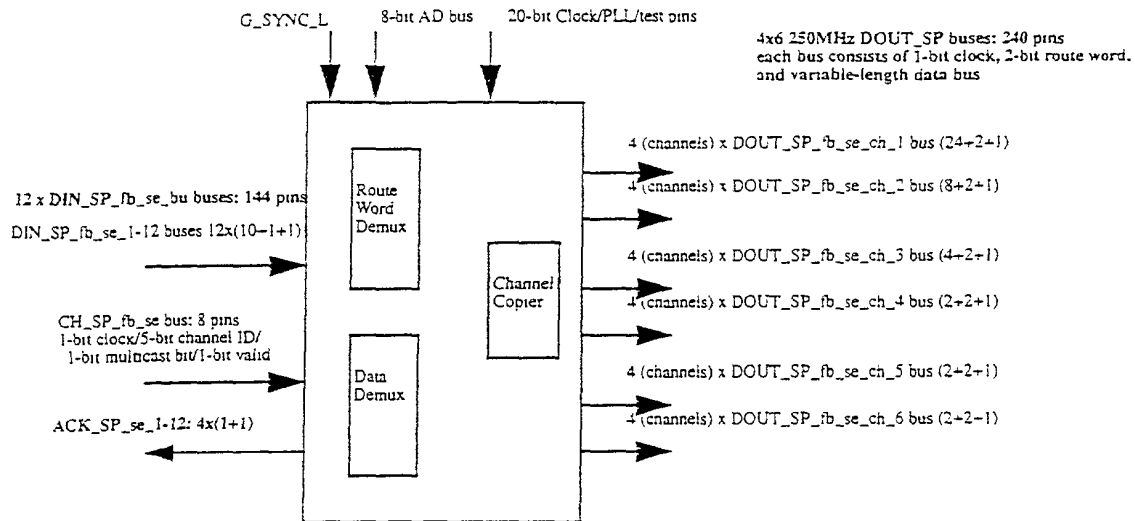 G_SYNC_L
8-bit AD bus
20-bit Clock/PLL/test pins
4x6 250MHz DOUT_SP buses: 240 pins
each bus consists of 1-bit clock, 2-bit route word,
and variable-length data bus
12 x DIN_SP_fb_se_bu buses: 144 pins
DIN_SP_fb_se_1-12 buses 12x(10-1+1)
CH_SP_fb_se bus: 8 pins
1-bit clock/5-bit channel ID/
1-bit multicast bit/1-bit valid
ACK_SP_se_1-12: 4x(1+1)
Route
Word
Demux
Data
Demux
Channel
Copier
4 (channels) x DOUT_SP_fb_se_ch_1 bus (24+2+1)
4 (channels) x DOUT_SP_fb_se_ch_2 bus (8+2+1)
4 (channels) x DOUT_SP_fb_se_ch_3 bus (4+2+1)
4 (channels) x DOUT_SP_fb_se_ch_4 bus (2+2+1)
4 (channels) x DOUT_SP_fb_se_ch_5 bus (2+2+1)
4 (channels) x DOUT_SP_fb_se_ch_6 bus (2+2+1)